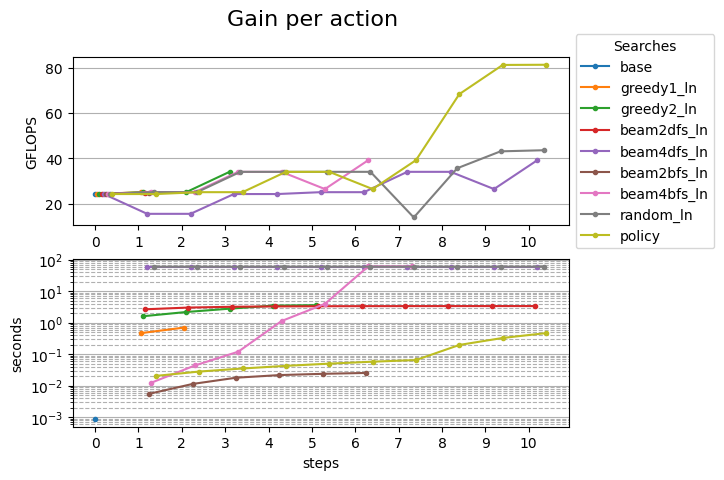 Gain per action
GFLOPS
80
60
40
20
0 1 2 3 4 5 6 7 8 9 10
Searches
base
greedy1_ln
greedy2_ln
beam2dfs_ln
beam4dfs_ln
beam2bfs_ln
beam4bfs_ln
random_ln
policy
seconds
10²
10¹
10⁰
10⁻¹
10⁻²
10⁻³
0 1 2 3 4 5 6 7 8 9 10
steps